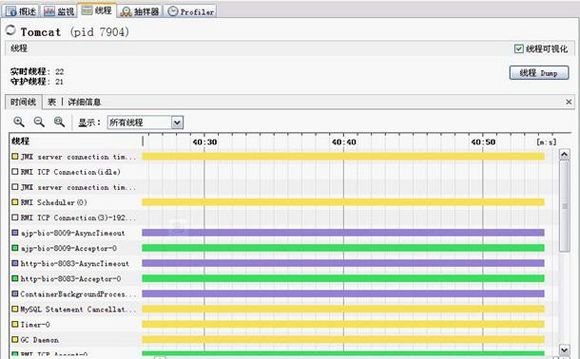 概述 监视 线程 抽样器 Profiler
Tomcat (pid 7904)
线程 线程可视化
实时线程: 22
守护线程: 21
线程 Dump
时间线 表 详细信息
显示: 所有线程
线程 40:30 40:40 40:50 [m:s]
JMX server connection tim...
RMI TCP Connection(idle)
JMX server connection tim...
RMI Scheduler(0)
RMI TCP Connection(3)-192...
ajp-bio-8009-AsyncTimeout
ajp-bio-8009-Acceptor-0
http-bio-8083-AsyncTimeout
http-bio-8083-Acceptor-0
ContainerBackgroundProces...
MySQL Statement Cancellat...
Timer-0
GC Daemon
RMI TCP Accept-0